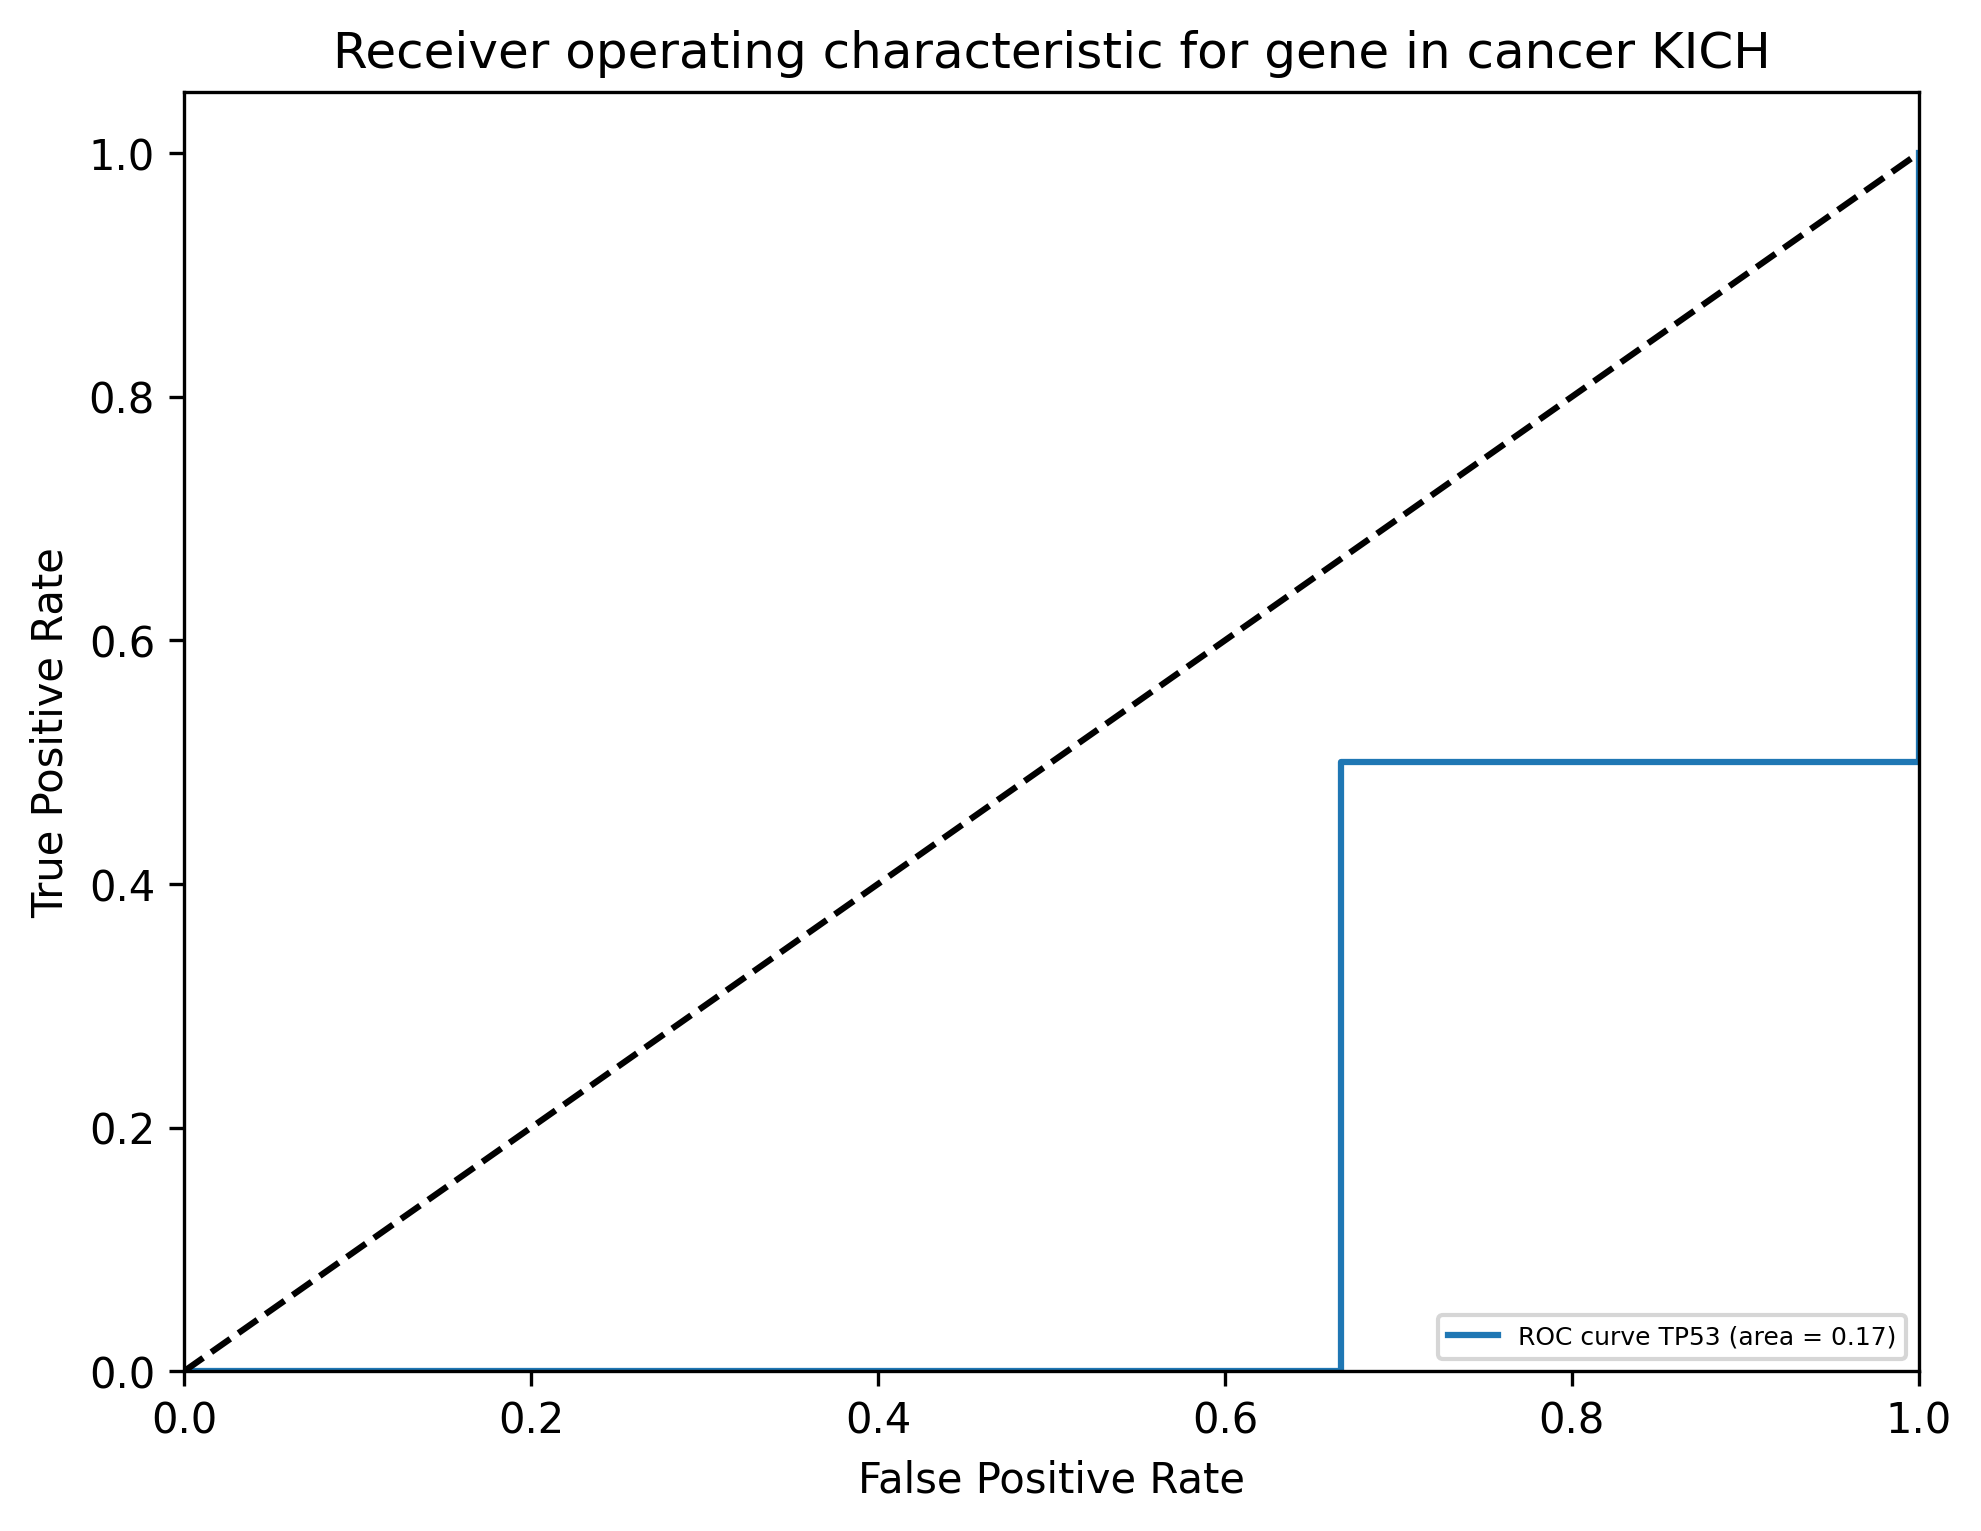 Receiver operating characteristic for gene in cancer KICH
True Positive Rate
1.0
0.8
0.6
0.4
0.2
0.0
ROC curve TP53 (area = 0.17)
0.0 0.2 0.4 0.6 0.8 1.0
False Positive Rate